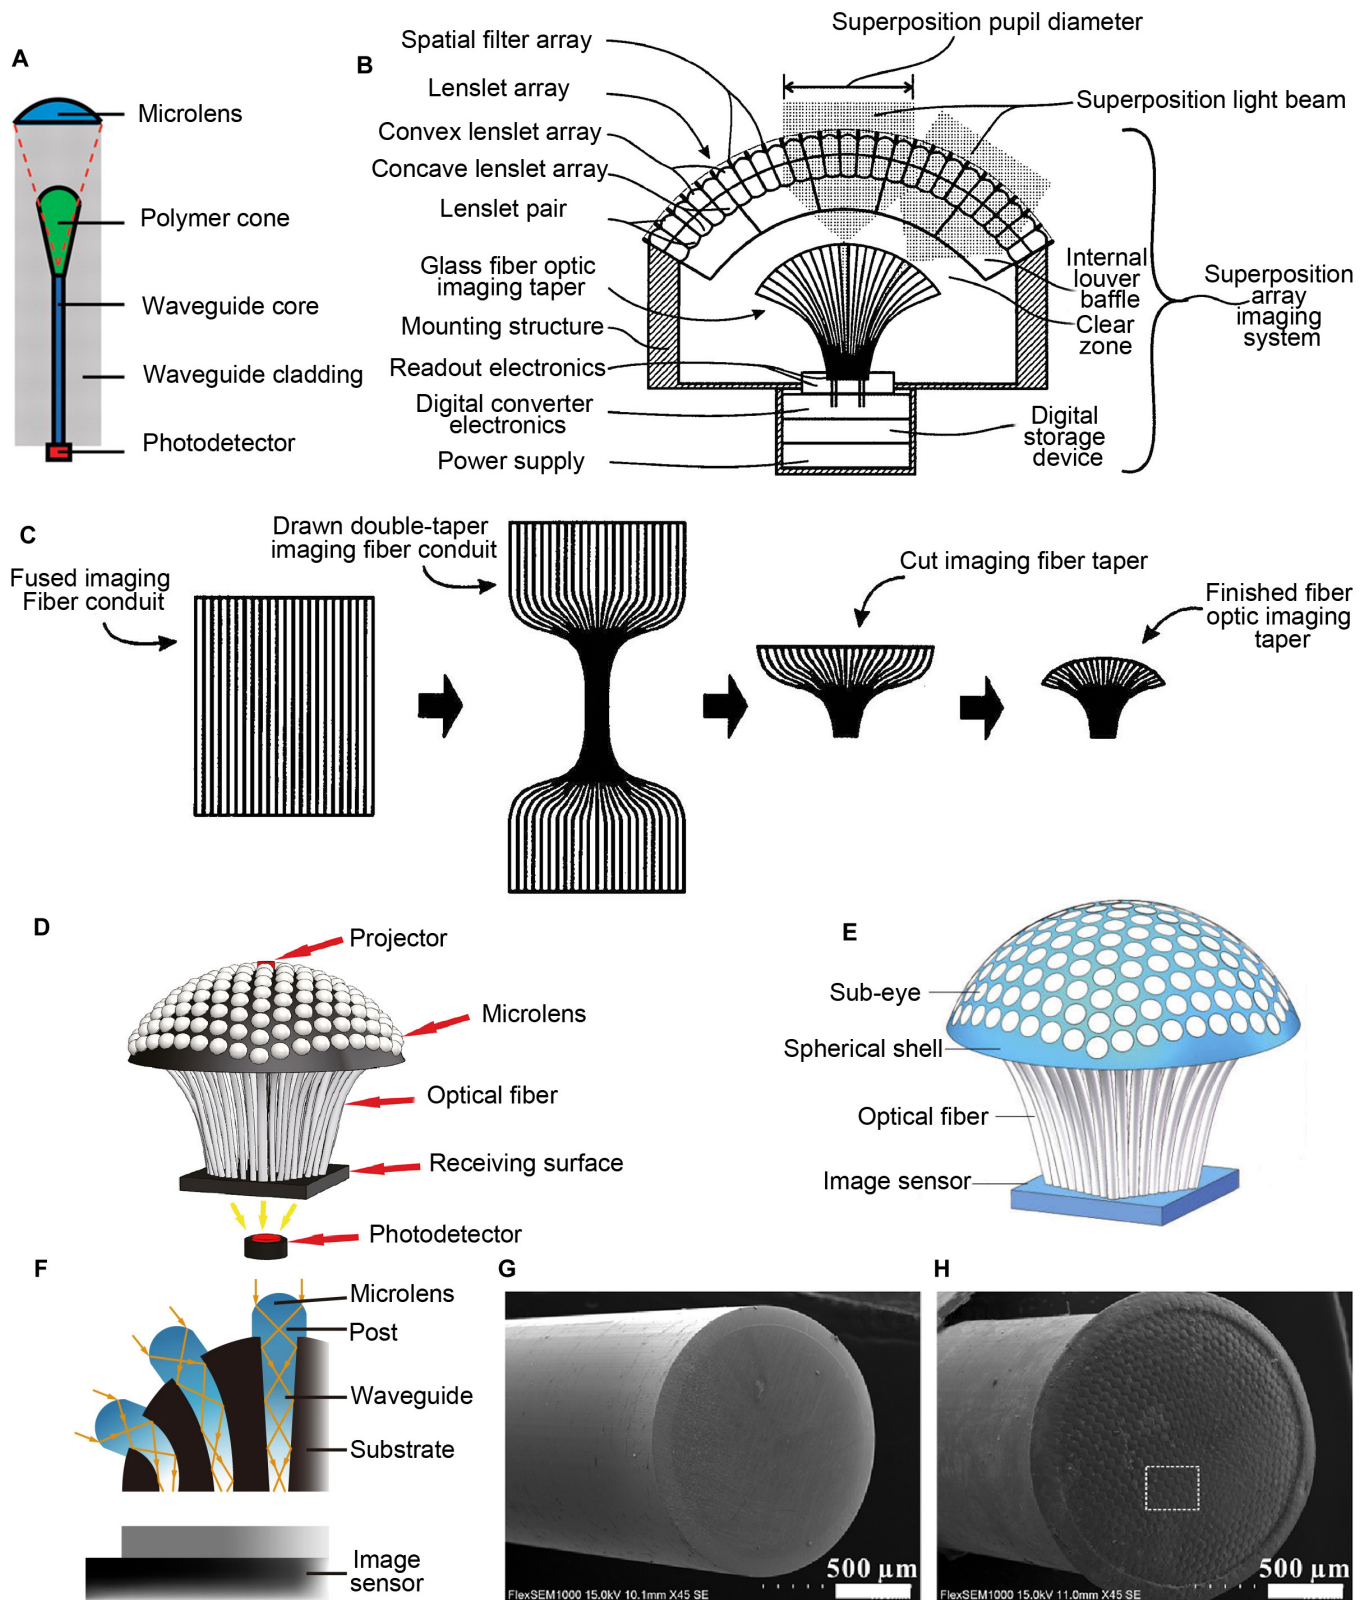 A
Microlens
Polymer cone
Waveguide core
Waveguide cladding
Photodetector
B
Superposition pupil diameter
Spatial filter array
Lenslet array
Convex lenslet array
Concave lenslet array
Lenslet pair
Glass fiber optic
imaging taper
Mounting structure
Readout electronics
Digital converter
electronics
Power supply
Superposition light beam
Internal
louver
baffle
Clear
zone
Digital
storage
device
Superposition
array
imaging
system
C
Fused imaging
Fiber conduit
Drawn double-taper
imaging fiber conduit
Cut imaging fiber taper
Finished fiber
optic imaging
taper
D
Projector
Microlens
Optical fiber
Receiving surface
Photodetector
E
Sub-eye
Spherical shell
Optical fiber
Image sensor
F
Microlens
Post
Waveguide
Substrate
Image
sensor
G
500 µm
FlexSEM1000 15.0kV 10.1mm X45 SE
H
500 µm
FlexSEM1000 15.0kV 11.0mm X45 SE